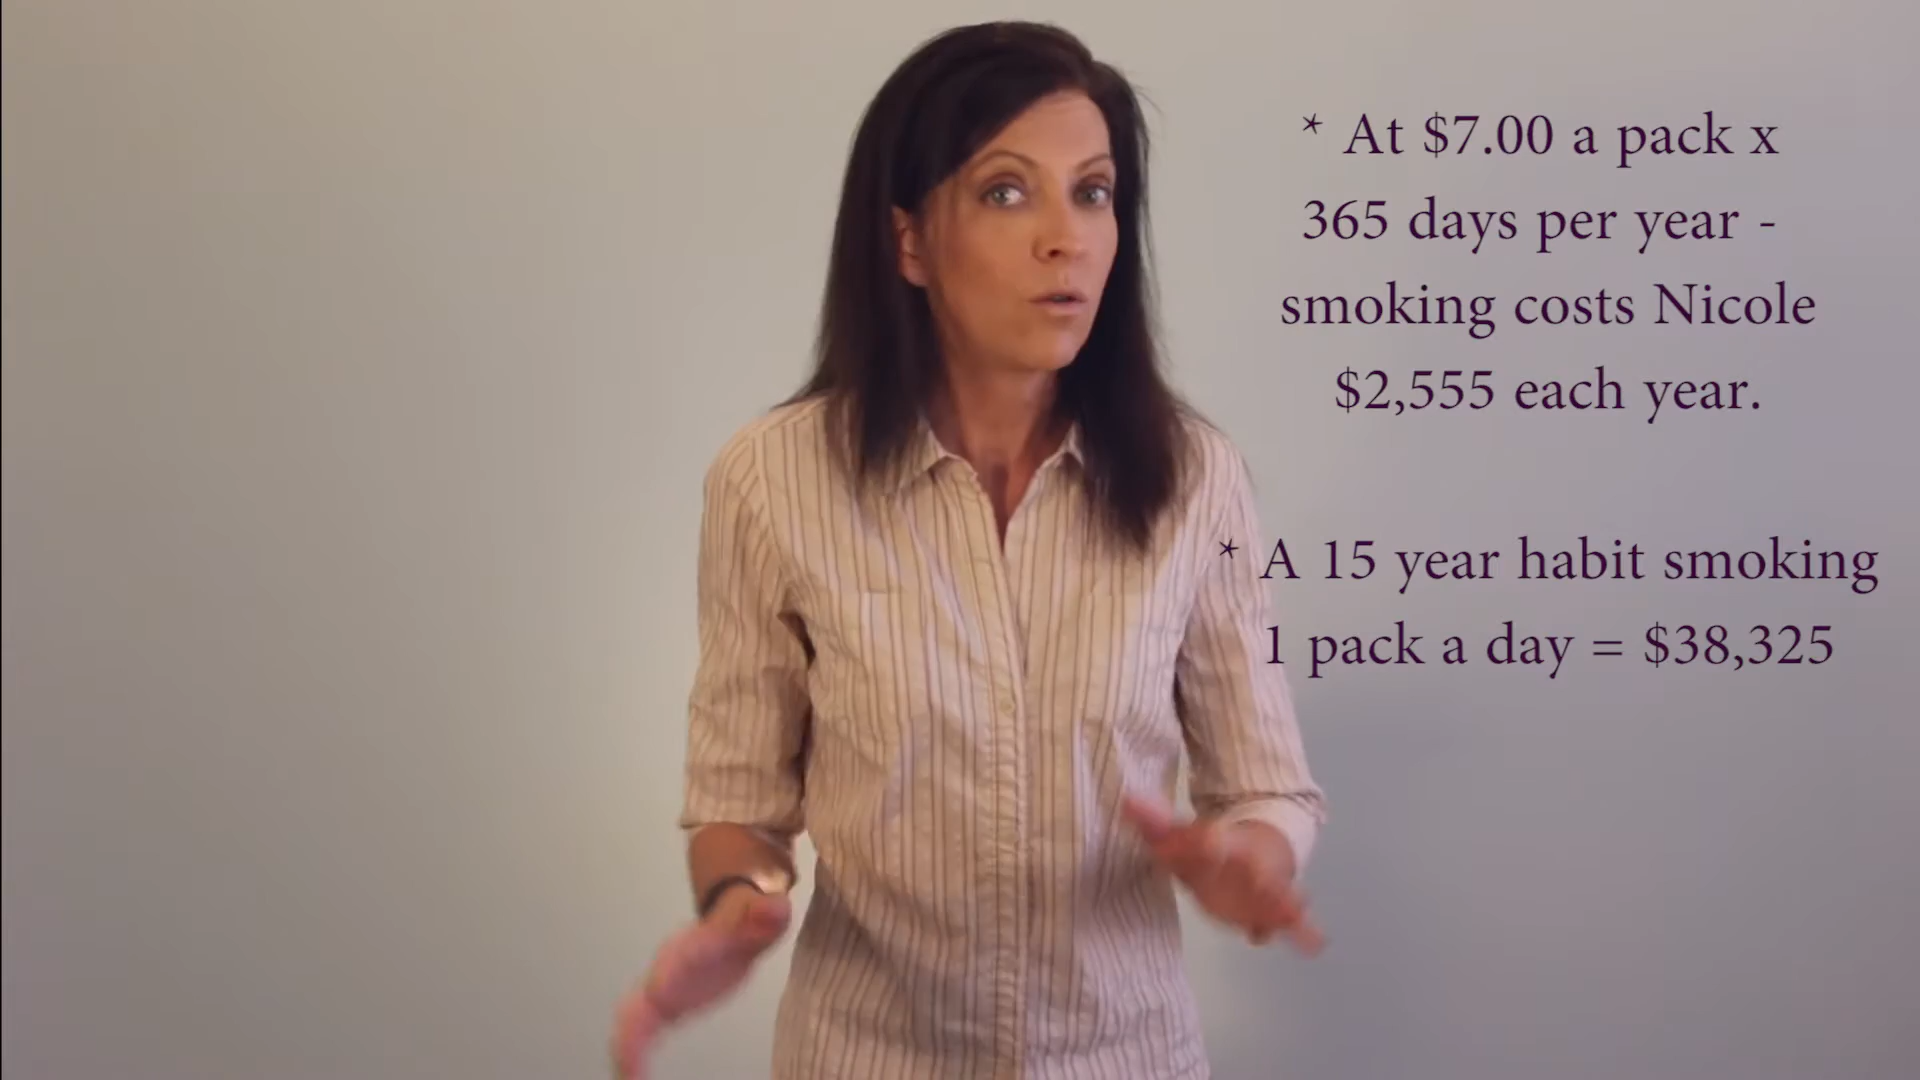 * At $7.00 a pack x
365 days per year -
smoking costs Nicole
$2,555 each year.
* A 15 year habit smoking
1 pack a day = $38,325